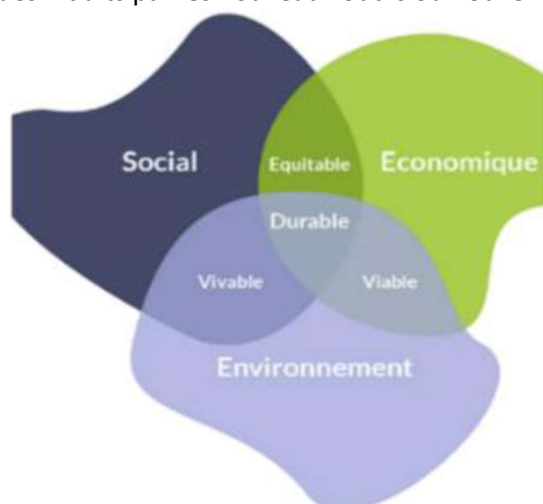 Social
Equitable
Economique
Durable
Vivable
Viable
Environnement